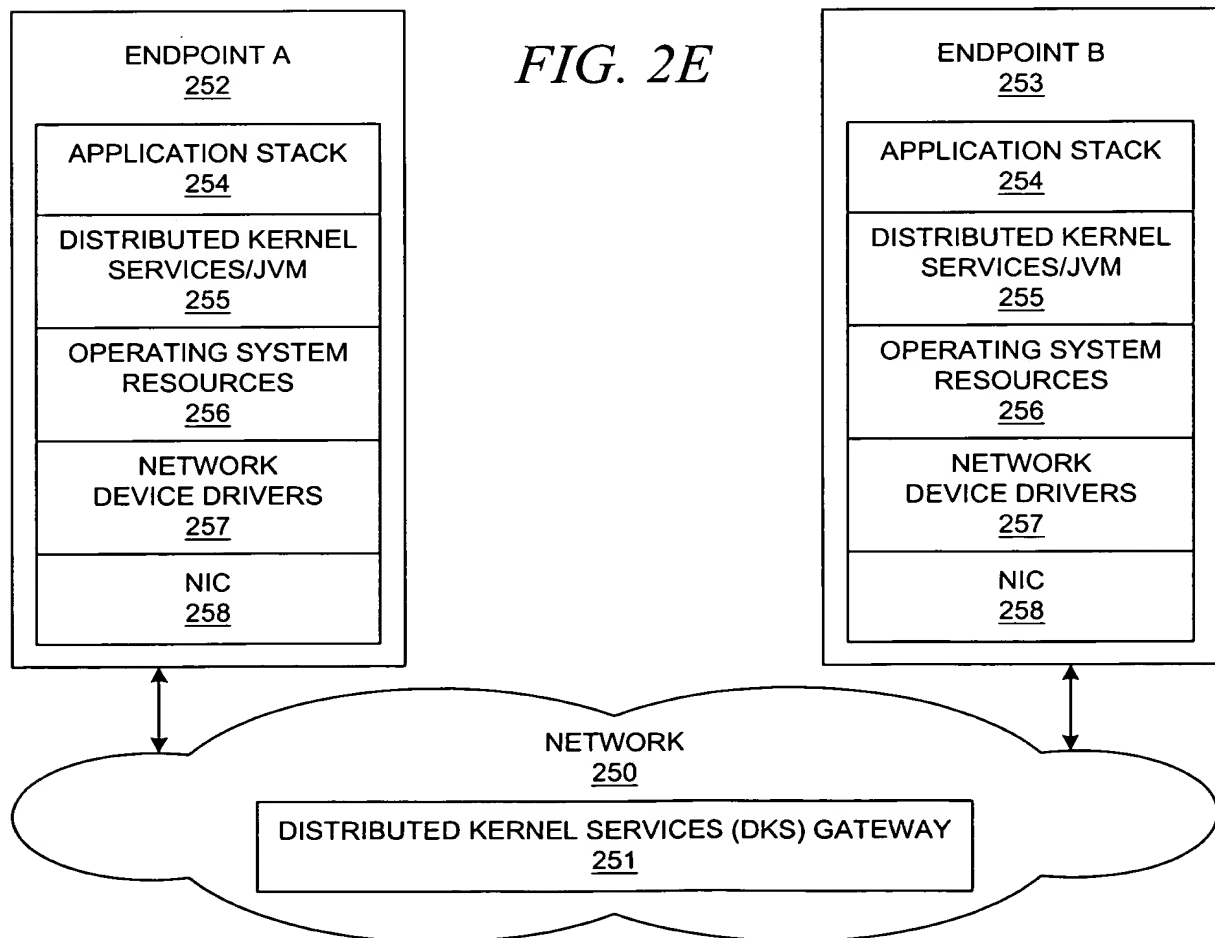 FIG. 2E
ENDPOINT A
252
APPLICATION STACK
254
DISTRIBUTED KERNEL
SERVICES/JVM
255
OPERATING SYSTEM
RESOURCES
256
NETWORK
DEVICE DRIVERS
257
NIC
258
ENDPOINT B
253
APPLICATION STACK
254
DISTRIBUTED KERNEL
SERVICES/JVM
255
OPERATING SYSTEM
RESOURCES
256
NETWORK
DEVICE DRIVERS
257
NIC
258
NETWORK
250
DISTRIBUTED KERNEL SERVICES (DKS) GATEWAY
251